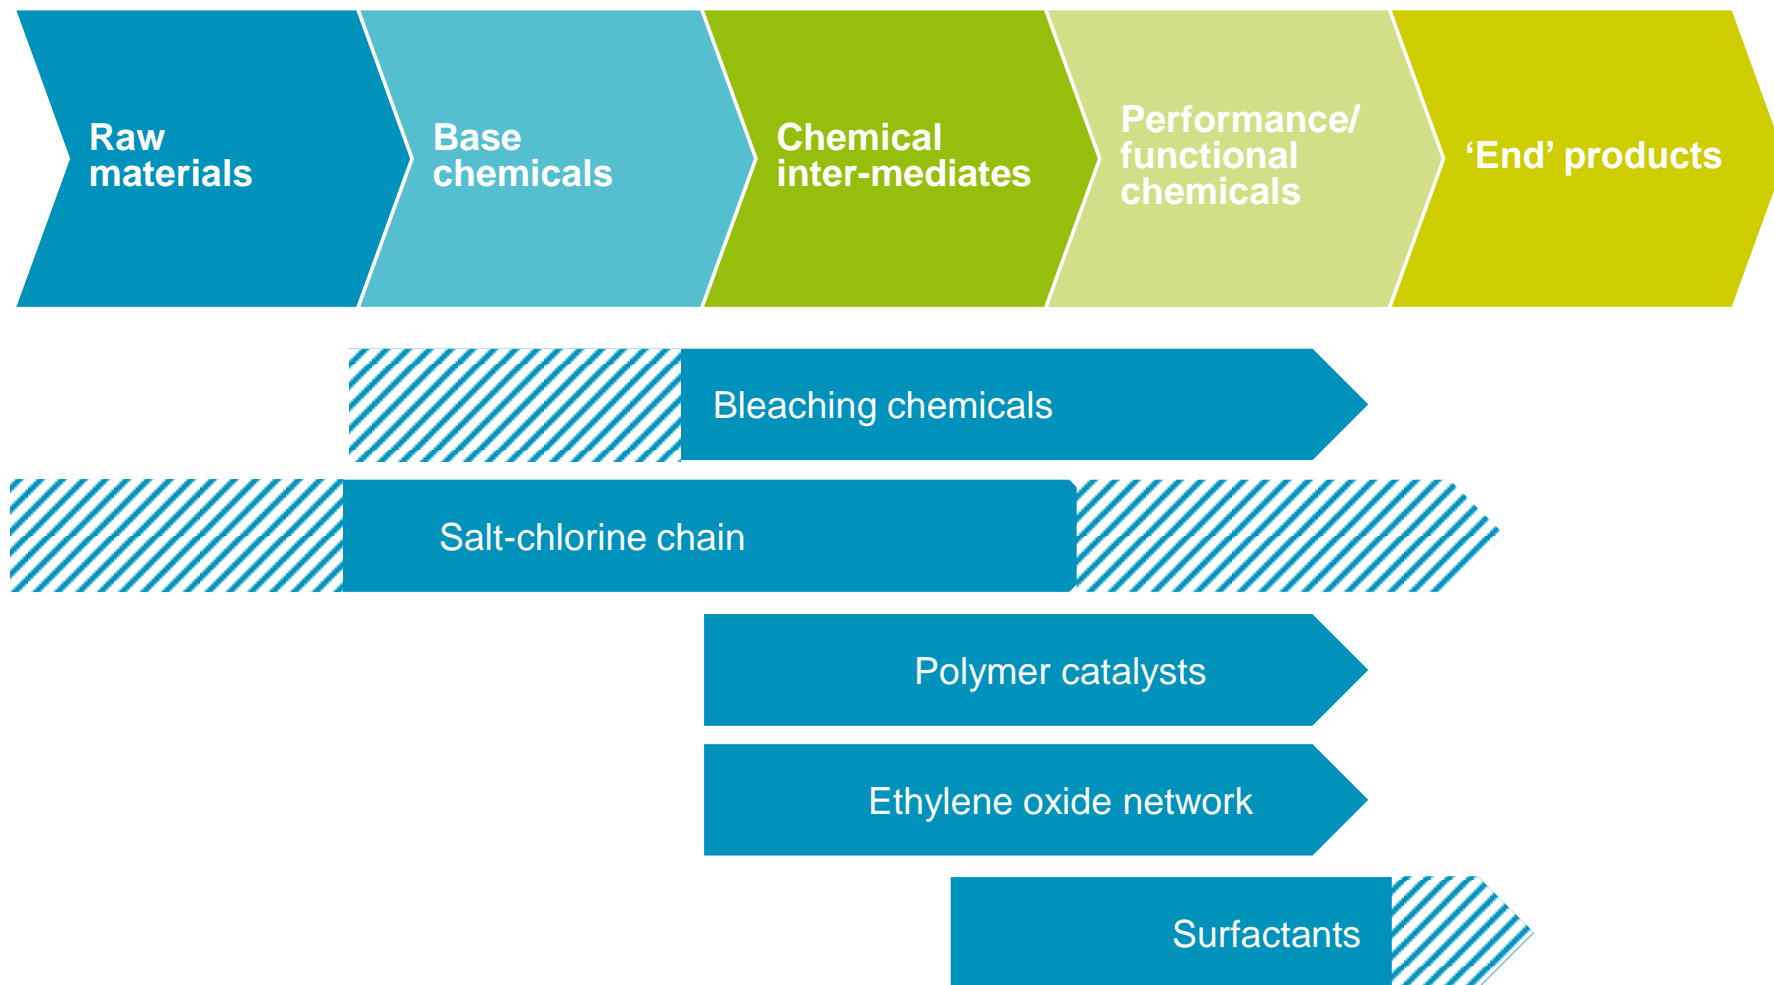 Raw
materials
Base
chemicals
Chemical
inter-mediates
Performance/
functional
chemicals
‘End’ products
Bleaching chemicals
Salt-chlorine chain
Polymer catalysts
Ethylene oxide network
Surfactants